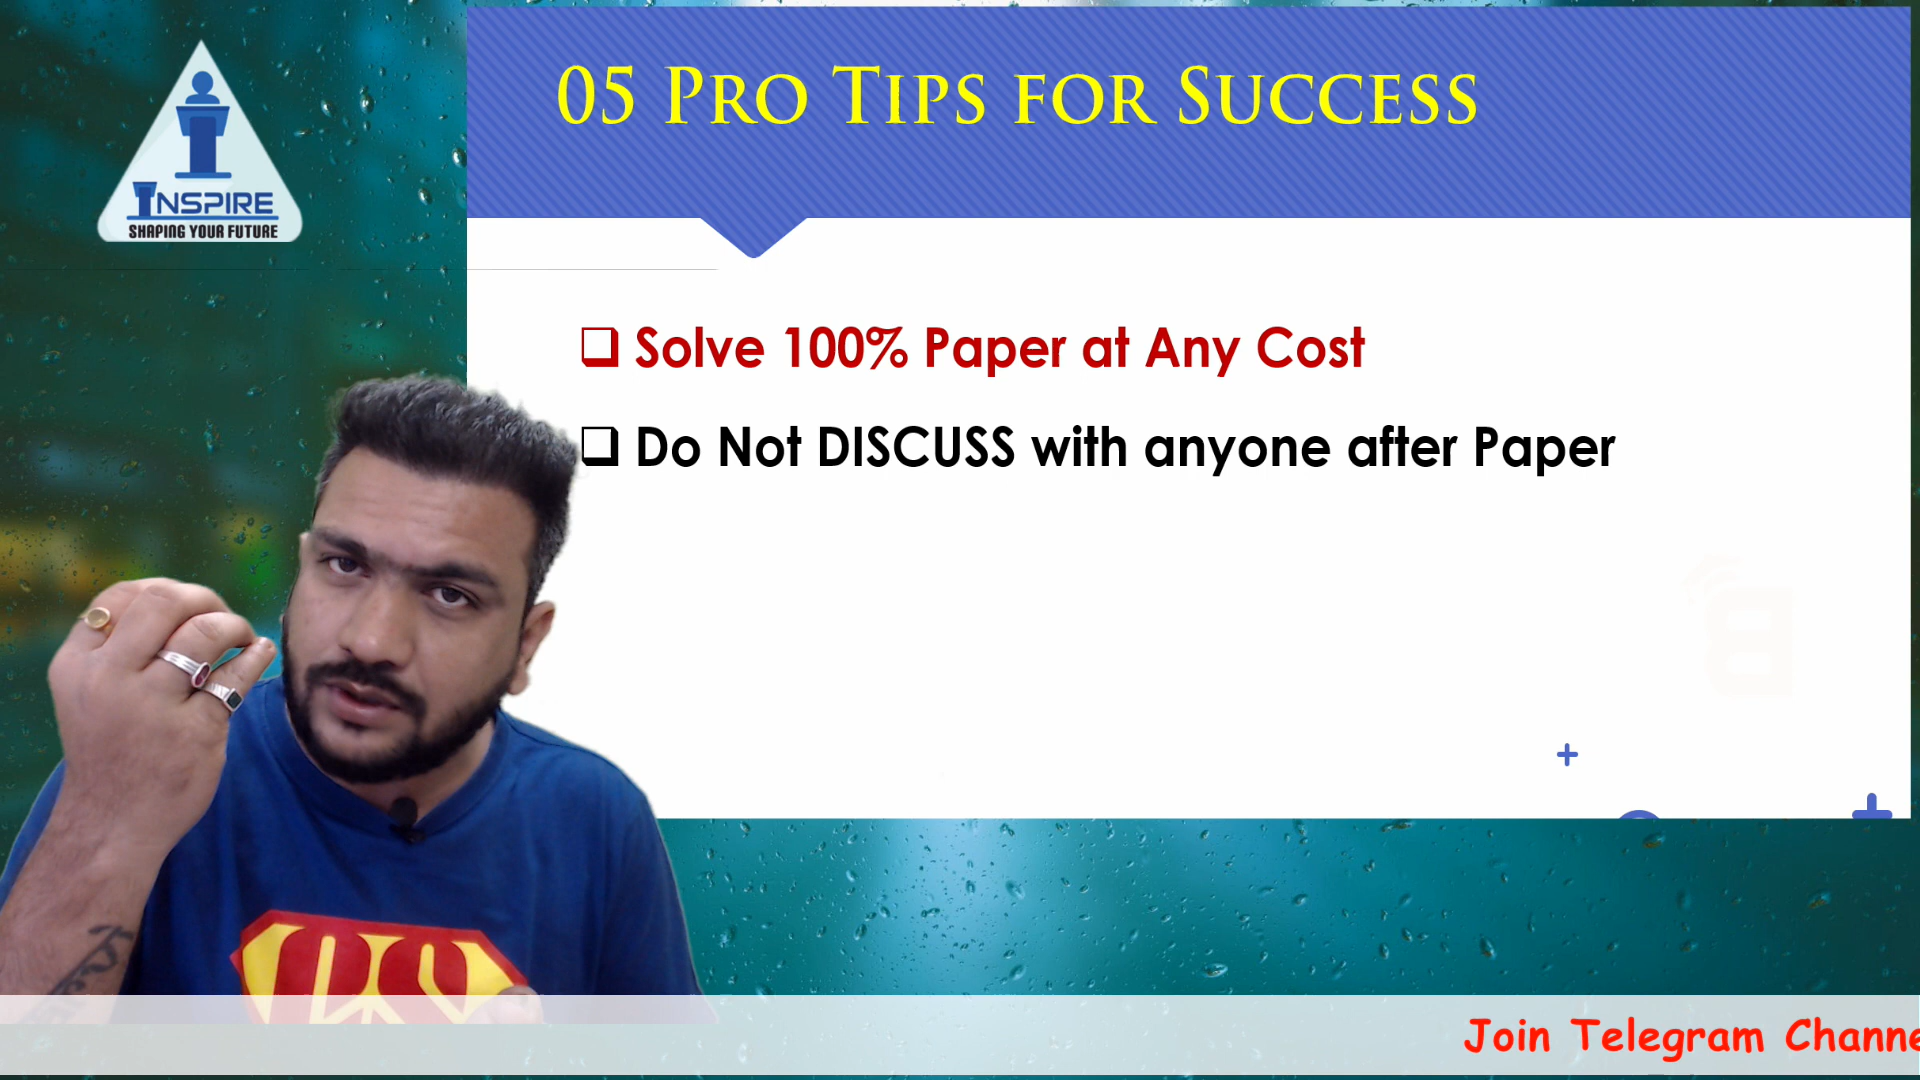 INSPIRE
SHAPING YOUR FUTURE
05 Pro Tips for Success
Solve 100% Paper at Any Cost
Do Not DISCUSS with anyone after Paper
Join Telegram Channe